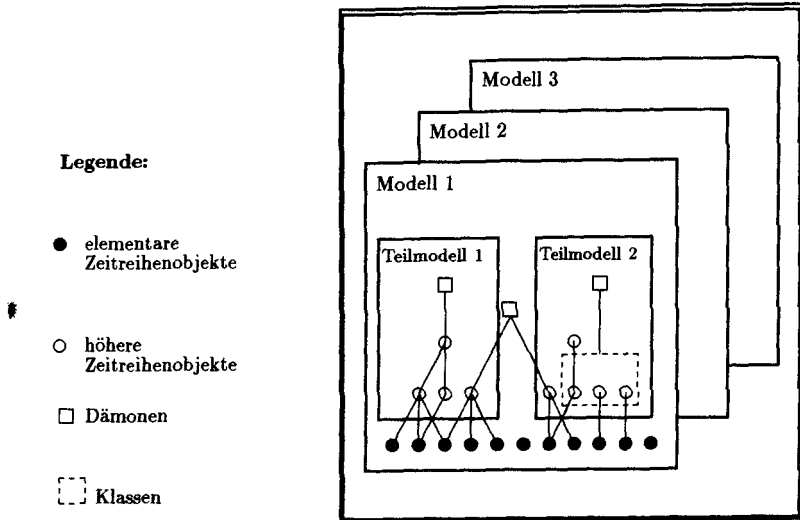 Modell 3
Modell 2
Legende:
Modell 1
elementare
Zeitreihenobjekte
Teilmodell 1
Teilmodell 2
höhere
Zeitreihenobjekte
Dämonen
Klassen